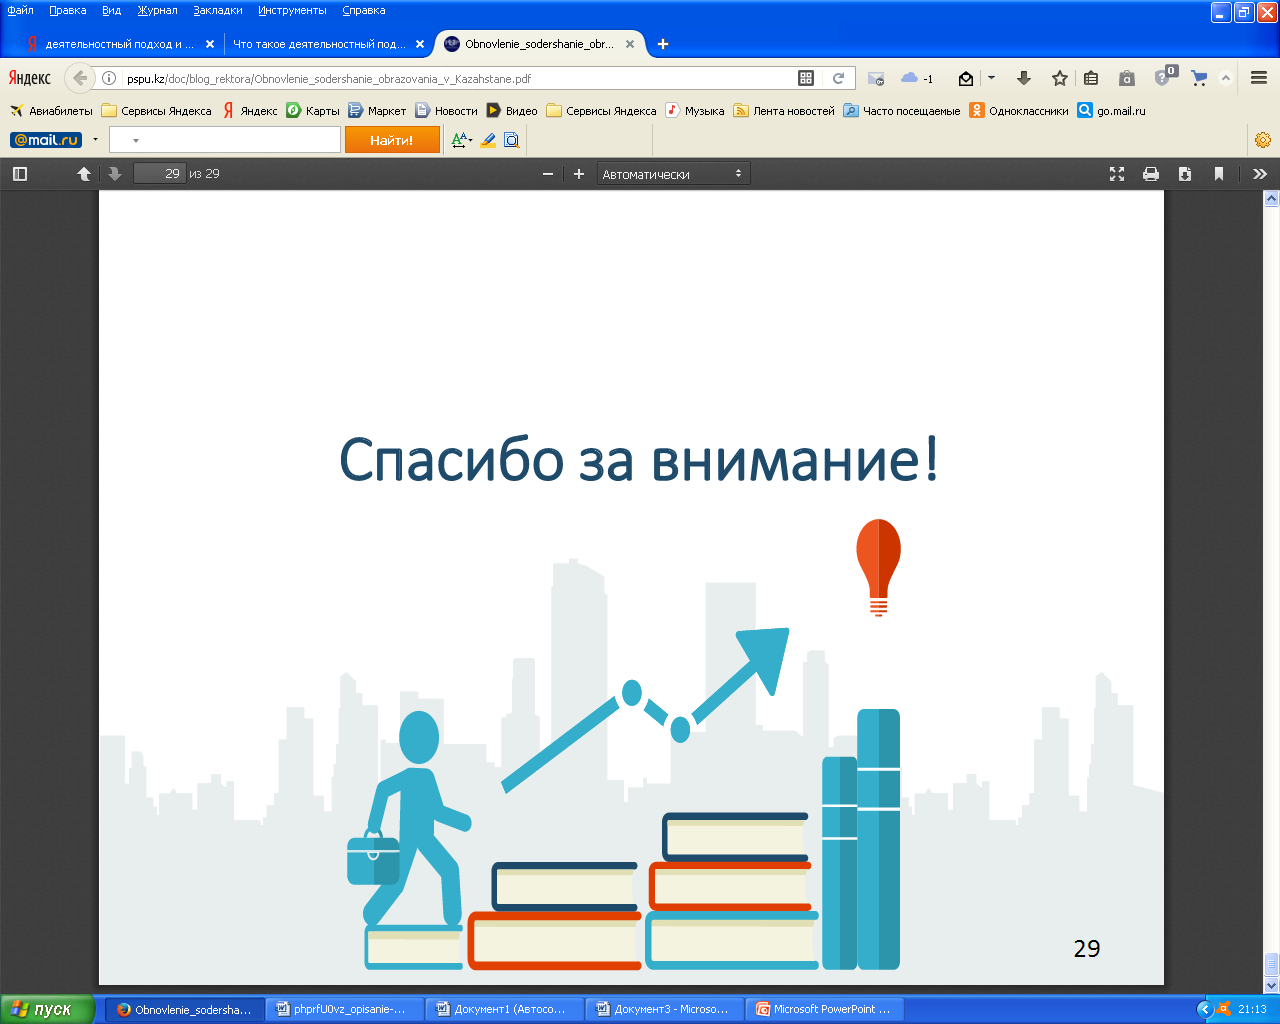 Файл Правка Вид Журнал Закладки Инструменты Справка
Я деятельностный подход и ... Что такое деятельностный под... Obnovlenie_sodershanie_obr...
Яндекс pspu.kz/doc/blog_rektora/Obnovlenie_sodershanie_obrazovania_v_Kazahstane.pdf -1 0
Авиабилеты Сервисы Яндекса Я Яндекс Карты Маркет Новости Видео Сервисы Яндекса Музыка Лента новостей Часто посещаемые Одноклассники go.mail.ru
@mail.ru Найти!
29 из 29 Автоматически
Спасибо за внимание!
29
пуск Obnovlenie_sodersha... phprfU0vz_opisanie-... Документ1 (Автосо... Документ3 - Microso... Microsoft PowerPoint ... 21:13